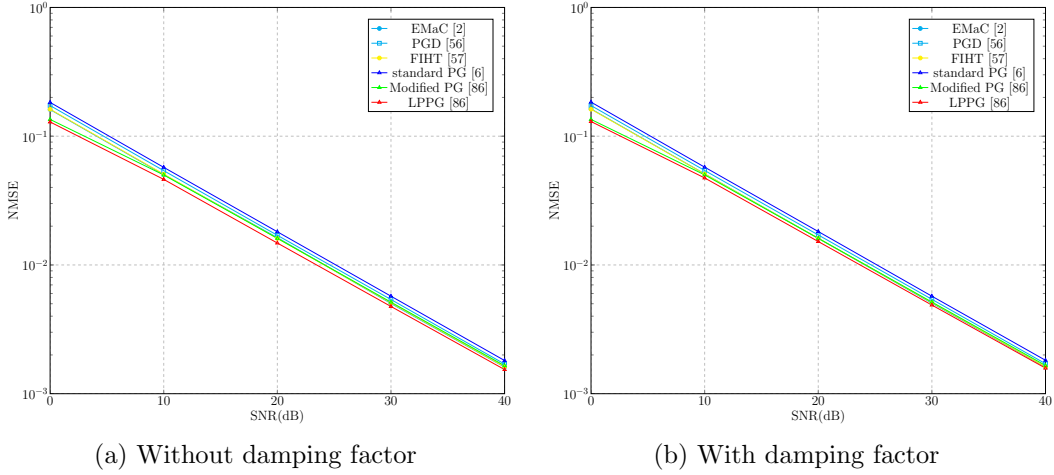 10^0
10^−1
10^−2
10^−3
NMSE
0 10 20 30 40
SNR(dB)
EMaC [2]
PGD [56]
FIHT [57]
standard PG [6]
Modified PG [86]
LPPG [86]
(a) Without damping factor
10^0
10^−1
10^−2
10^−3
NMSE
0 10 20 30 40
SNR(dB)
EMaC [2]
PGD [56]
FIHT [57]
standard PG [6]
Modified PG [86]
LPPG [86]
(b) With damping factor